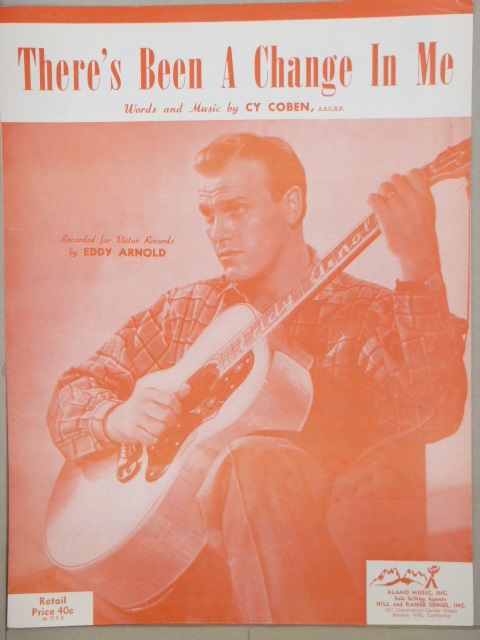 There's Been A Change In Me
Words and Music by CY COBEN, A.S.C.A.P.
Recorded for Victor Records
by EDDY ARNOLD
Eddy Arnold
Retail
Price 40c
in U.S.A.
ALAMO MUSIC, INC.
Sole Selling Agents
HILL and RANGE SONGS, INC.
Beverly Hills, California